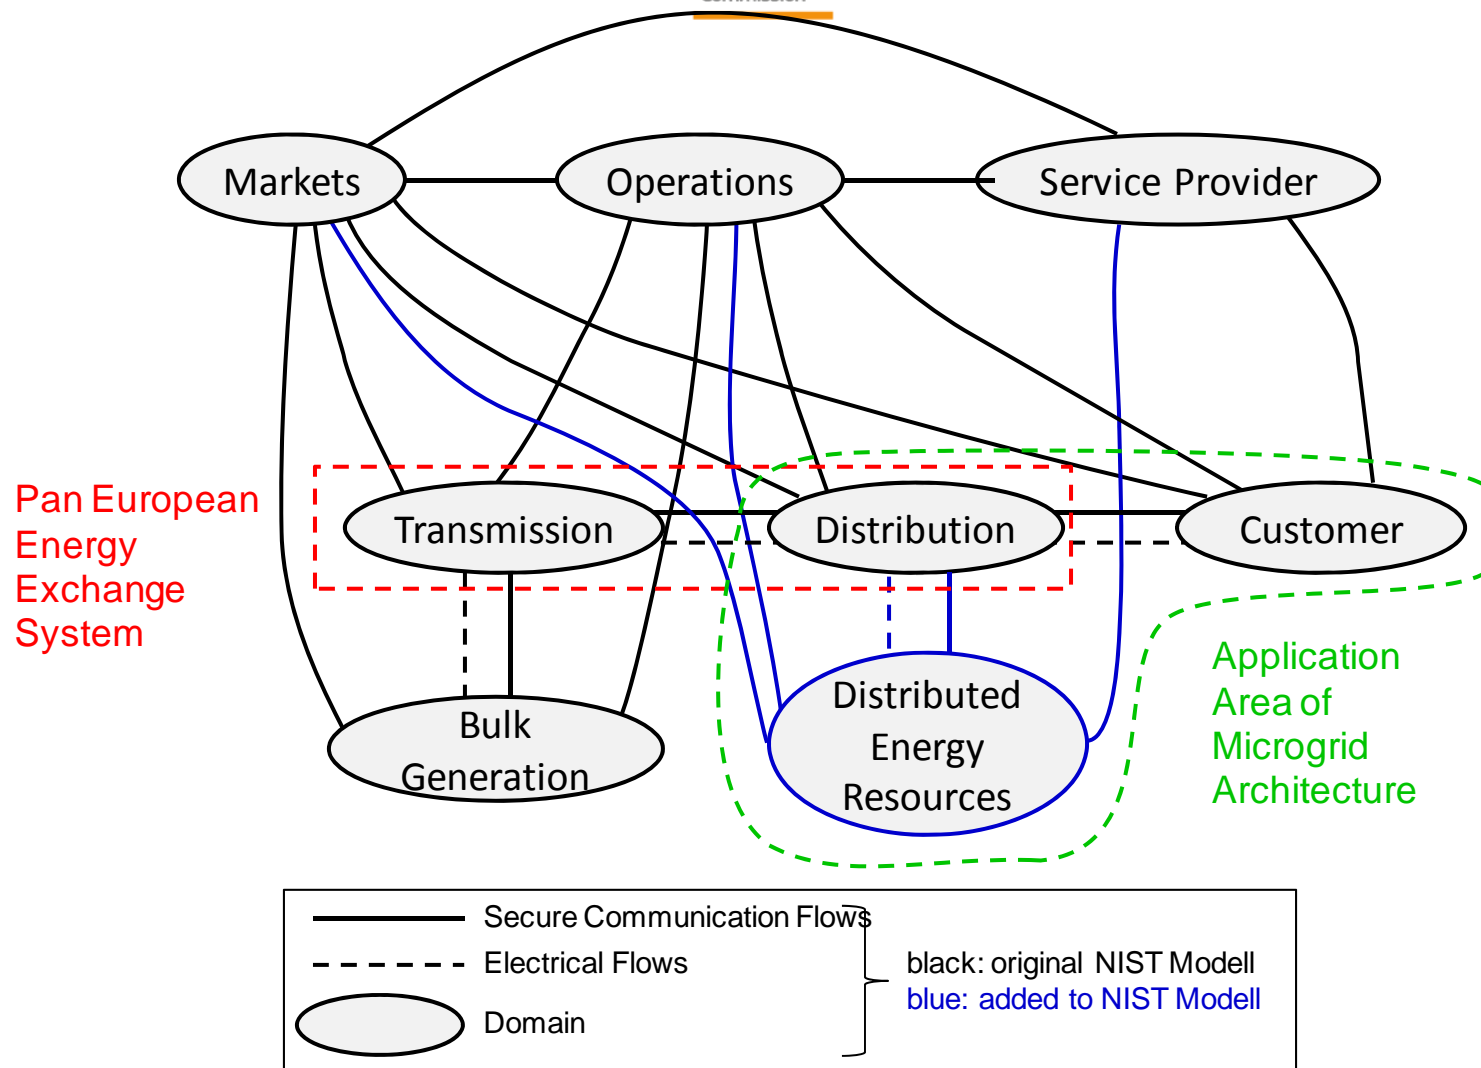 Markets
Operations
Service Provider
Pan European
Energy
Exchange
System
Transmission
Distribution
Customer
Bulk
Generation
Distributed
Energy
Resources
Application
Area of
Microgrid
Architecture
Secure Communication Flows
Electrical Flows
Domain
black: original NIST Modell
blue: added to NIST Modell